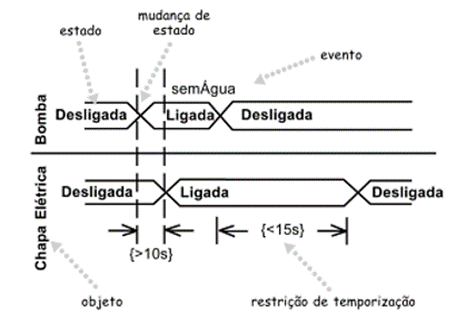 mudança de
estado
estado
evento
semÁgua
Bomba
Desligada
Ligada
Desligada
Chapa Elétrica
Desligada
Ligada
Desligada
{>10s}
{<15s}
objeto
restrição de temporização